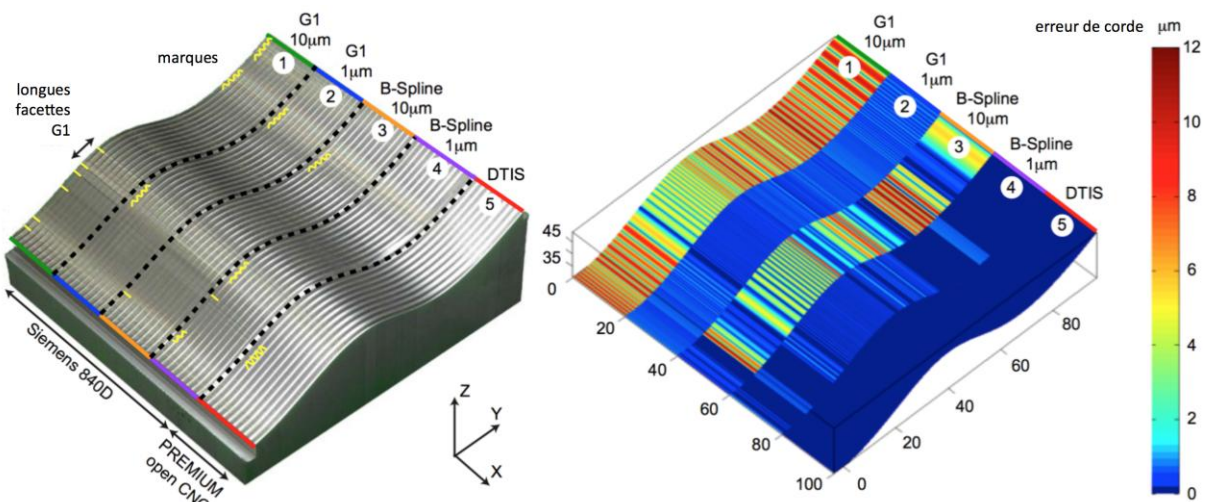 G1
10µm
G1
1µm
B-Spline
10µm
B-Spline
1µm
DTIS
marques
longues
facettes
G1
1
2
3
4
5
Siemens 840D
PREMIUM
open CNC
Z
Y
X
erreur de corde µm
G1
10µm
G1
1µm
B-Spline
10µm
B-Spline
1µm
DTIS
1
2
3
4
5
45
35
0
20
40
60
80
100
0
20
40
60
80
12
10
8
6
4
2
0